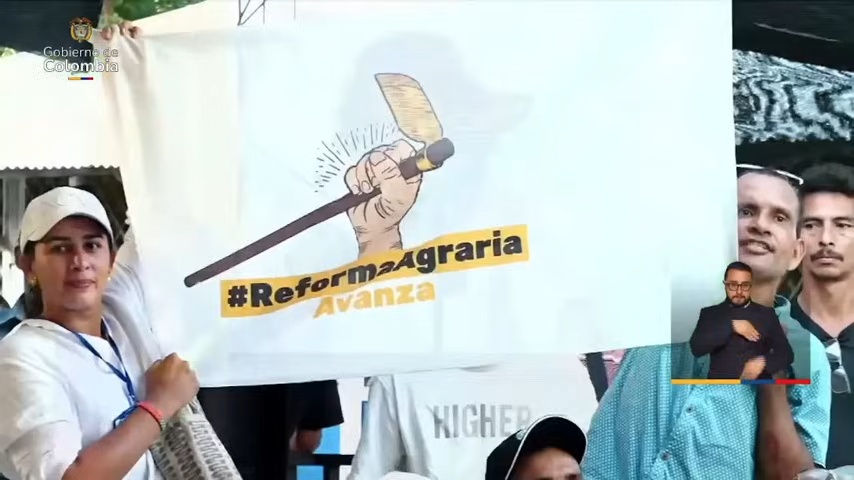 Gobierno de
Colombia
#ReformaAgraria
Avanza
HIGHER